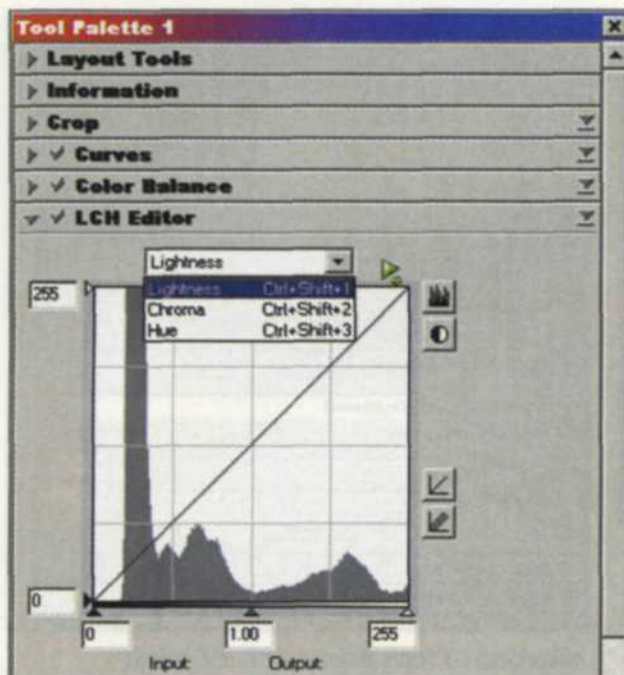 Tool Palette 1
Layout Tools
Information
Crop
Curves
Color Balance
LCH Editor
Lightness
Lightness Ctrl+Shift+1
Chroma Ctrl+Shift+2
Hue Ctrl+Shift+3
255
0
0 1.00 255
Input: Output: